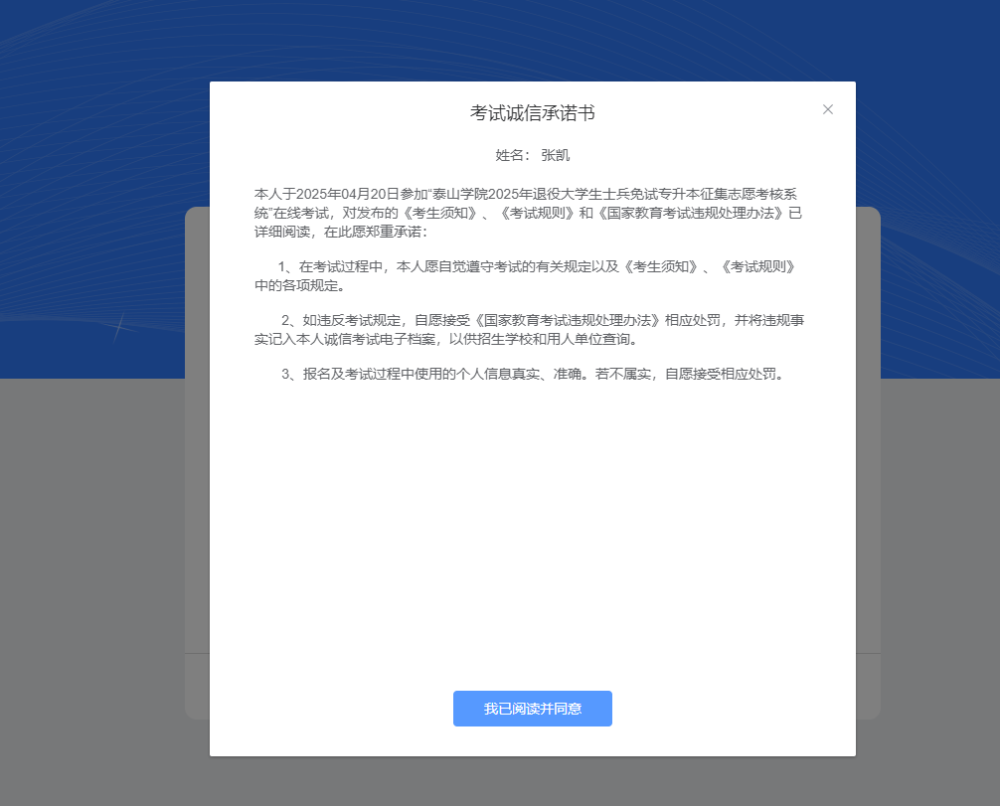 考试诚信承诺书
姓名： 张凯
本人于2025年04月20日参加“泰山学院2025年退役大学生士兵免试专升本征集志愿考核系
统”在线考试，对发布的《考生须知》、《考试规则》和《国家教育考试违规处理办法》已
详细阅读，在此愿郑重承诺：
1、在考试过程中，本人愿自觉遵守考试的有关规定以及《考生须知》、《考试规则》
中的各项规定。
2、如违反考试规定，自愿接受《国家教育考试违规处理办法》相应处罚，并将违规事
实记入本人诚信考试电子档案，以供招生学校和用人单位查询。
3、报名及考试过程中使用的个人信息真实、准确。若不属实，自愿接受相应处罚。
我已阅读并同意